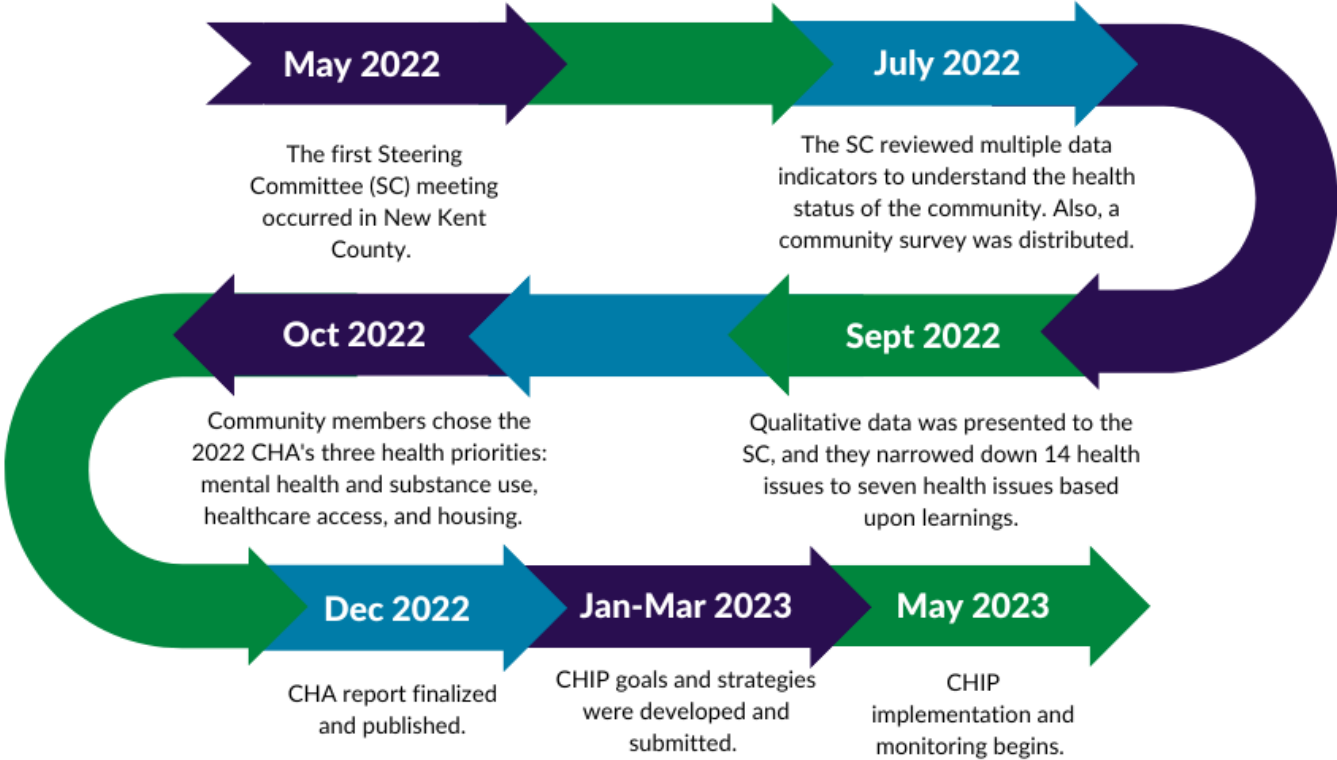 May 2022
The first Steering
Committee (SC) meeting
occurred in New Kent
County.
July 2022
The SC reviewed multiple data
indicators to understand the health
status of the community. Also, a
community survey was distributed.
Sept 2022
Qualitative data was presented to the
SC, and they narrowed down 14 health
issues to seven health issues based
upon learnings.
Oct 2022
Community members chose the
2022 CHA's three health priorities:
mental health and substance use,
healthcare access, and housing.
Dec 2022
CHA report finalized
and published.
Jan-Mar 2023
CHIP goals and strategies
were developed and
submitted.
May 2023
CHIP
implementation and
monitoring begins.